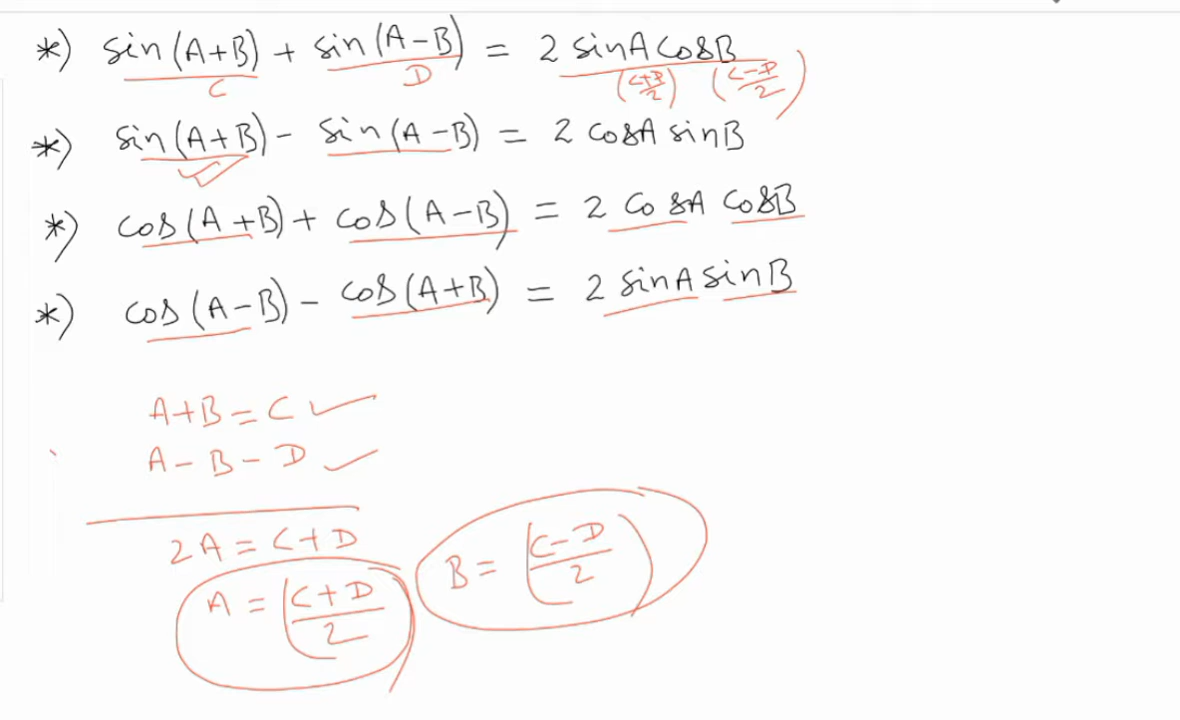 *) sin(A+B) + sin(A-B) = 2 sinA cosB
C D (C+D/2) (C-D/2)
*) sin(A+B) - sin(A-B) = 2 cosA sinB
*) cos(A+B) + cos(A-B) = 2 cosA cosB
*) cos(A-B) - cos(A+B) = 2 sinA sinB
A+B = C ✓
A-B-D ✓
2A = C+D
A = (C+D/2) B = (C-D/2)